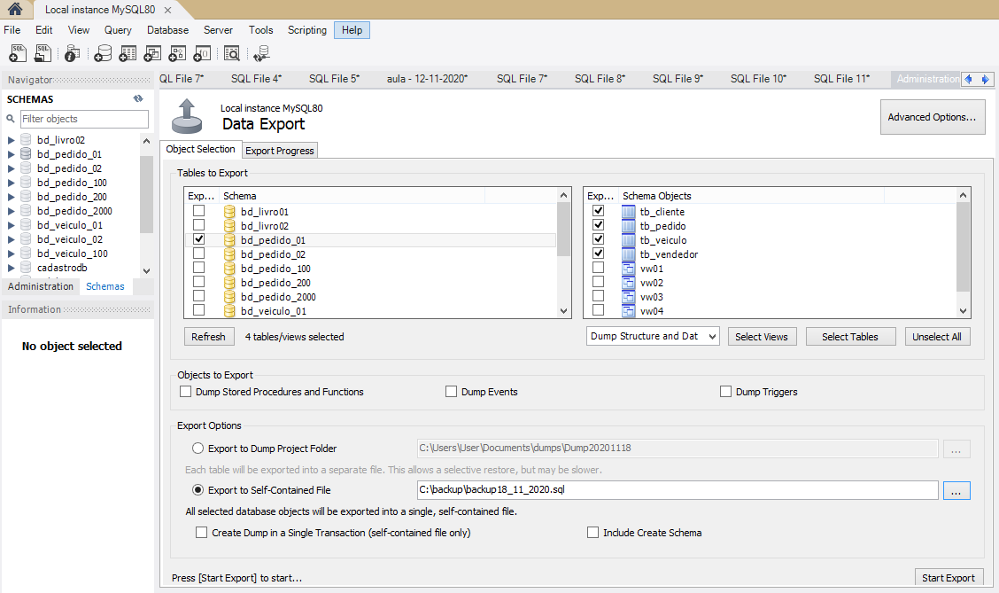 Local instance MySQL80
File Edit View Query Database Server Tools Scripting Help
Navigator
SCHEMAS
Filter objects
bd_livro02
bd_pedido_01
bd_pedido_02
bd_pedido_100
bd_pedido_200
bd_pedido_2000
bd_veiculo_01
bd_veiculo_02
bd_veiculo_100
cadastrodb
Administration Schemas
Information
No object selected
QL File 7* SQL File 4* SQL File 5* aula - 12-11-2020* SQL File 7* SQL File 8* SQL File 9* SQL File 10* SQL File 11* Administration
Local instance MySQL80
Data Export
Advanced Options...
Object Selection Export Progress
Tables to Export
Exp... Schema
bd_livro01
bd_livro02
bd_pedido_01
bd_pedido_02
bd_pedido_100
bd_pedido_200
bd_pedido_2000
bd_veiculo_01
Exp... Schema Objects
tb_cliente
tb_pedido
tb_veiculo
tb_vendedor
vw01
vw02
vw03
vw04
Refresh 4 tables/views selected
Dump Structure and Dat Select Views Select Tables Unselect All
Objects to Export
Dump Stored Procedures and Functions Dump Events Dump Triggers
Export Options
Export to Dump Project Folder C:\Users\User\Documents\dumps\Dump20201118 ...
Each table will be exported into a separate file. This allows a selective restore, but may be slower.
Export to Self-Contained File C:\backup\backup18_11_2020.sql ...
All selected database objects will be exported into a single, self-contained file.
Create Dump in a Single Transaction (self-contained file only) Include Create Schema
Press [Start Export] to start... Start Export